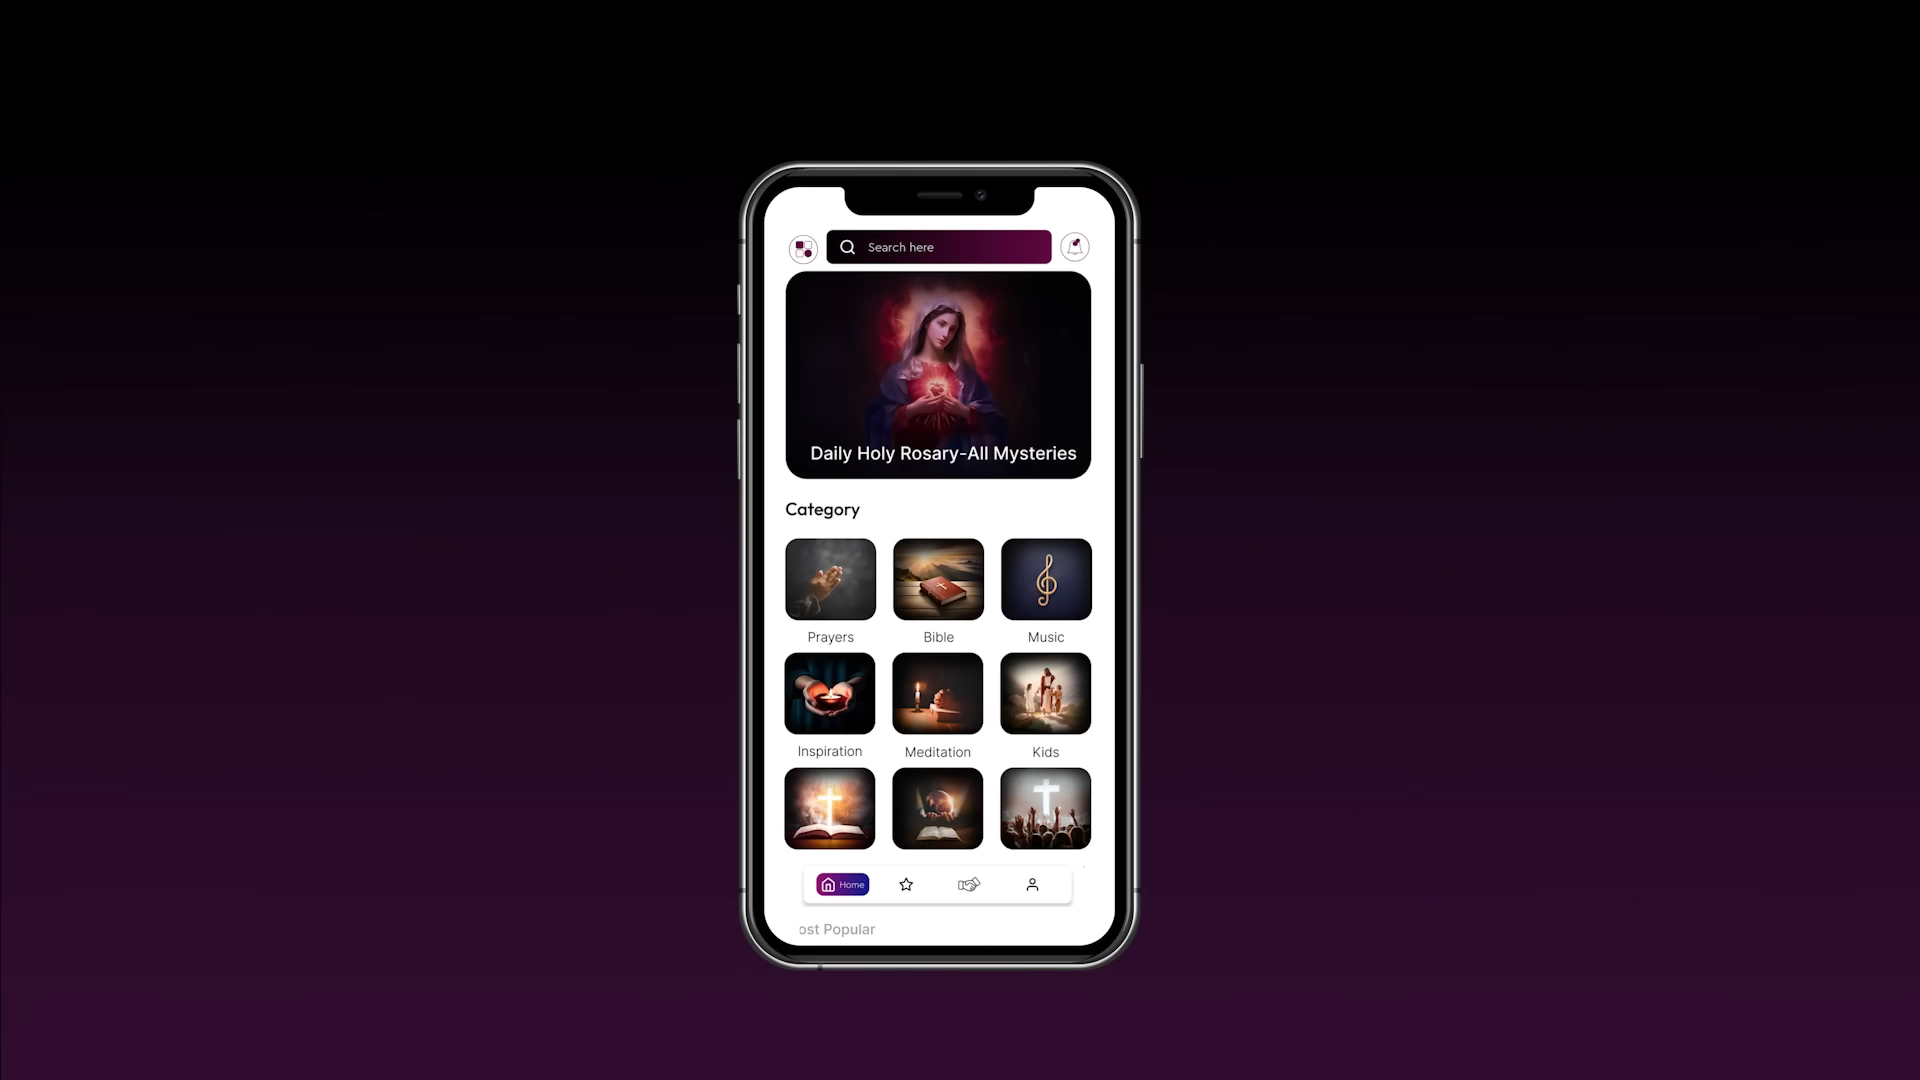 Search here
Daily Holy Rosary-All Mysteries
Category
Prayers
Bible
Music
Inspiration
Meditation
Kids
Home
ost Popular